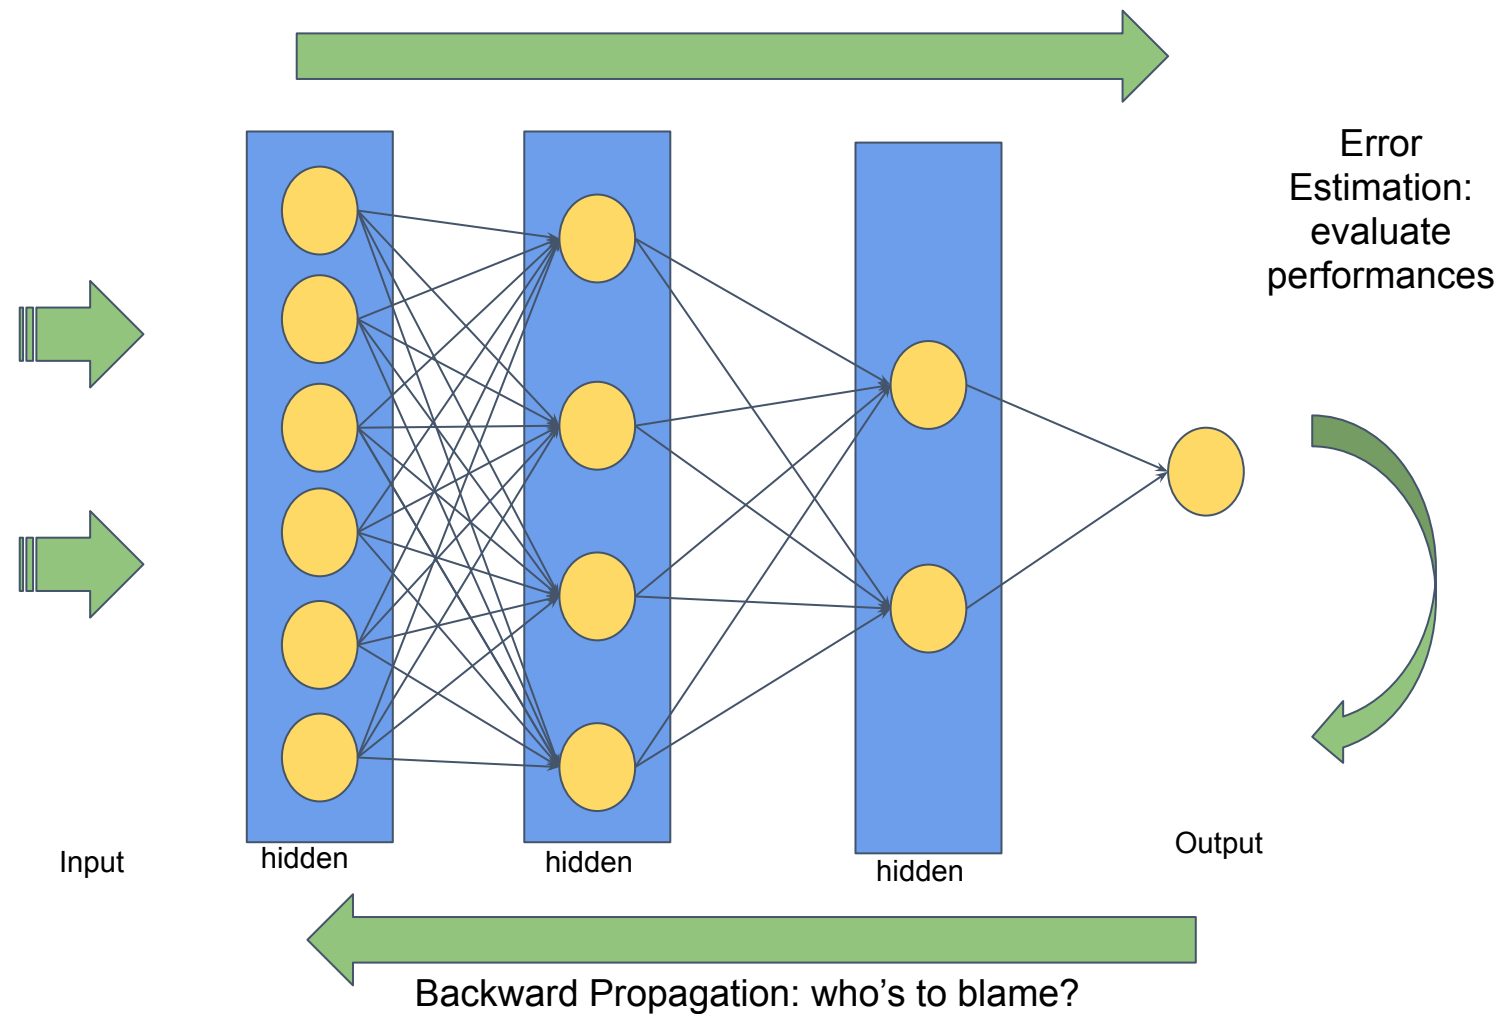 Error
Estimation:
evaluate
performances
Input
hidden
hidden
hidden
Output
Backward Propagation: who’s to blame?